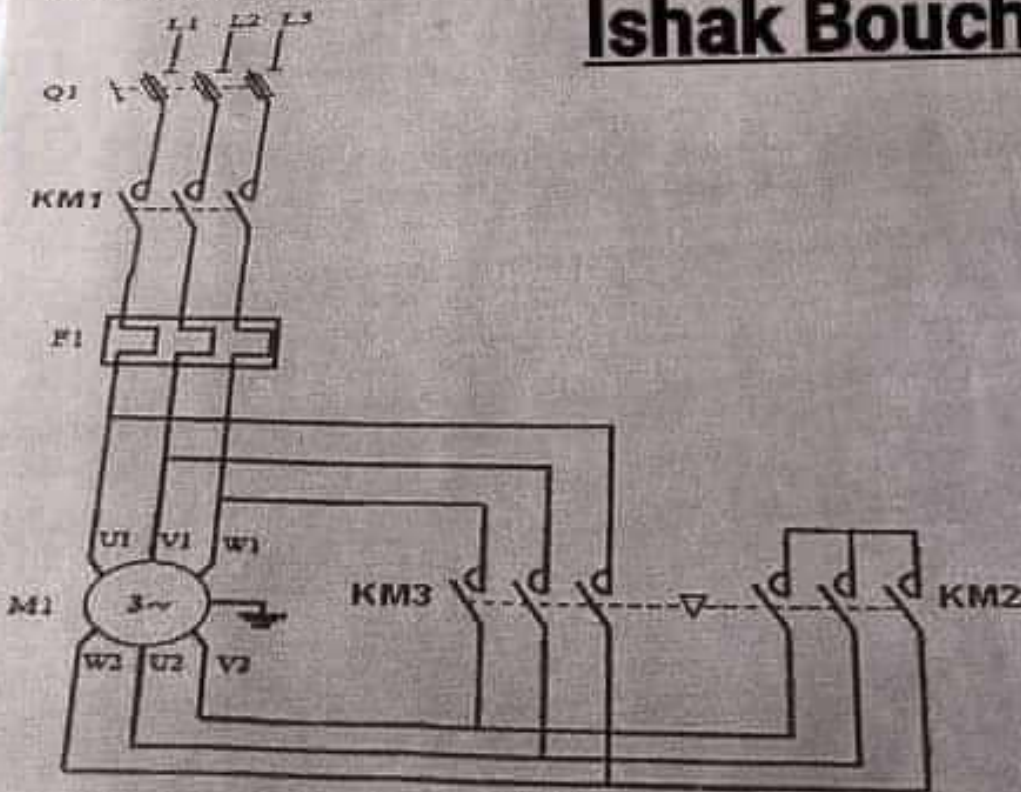 Ishak Bouch
L1 L2 L3
Q1
KM1
F1
U1 V1 W1
M1 3~
KM3 KM2
W2 U2 V2